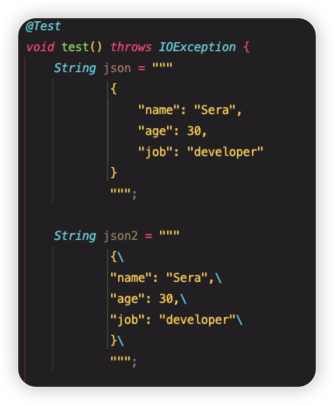 @Test
void test() throws IOException {
    String json = """
            {
                "name": "Sera",
                "age": 30,
                "job": "developer"
            }
            """;

    String json2 = """
            {\
            "name": "Sera",\
            "age": 30,\
            "job": "developer"\
            }\
            """;